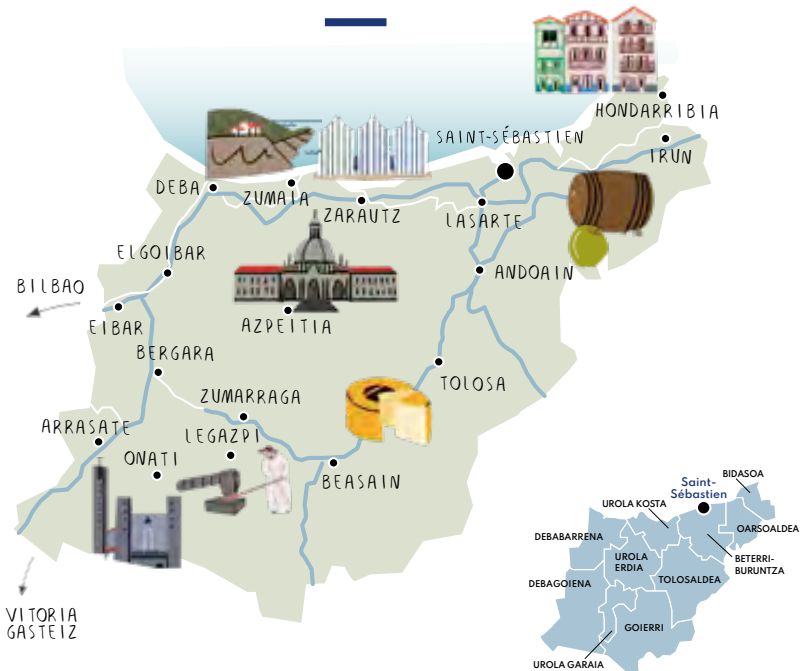 HONDARRIBIA
SAINT-SÉBASTIEN
IRUN
DEBA
ZUMAIA
ZARAUTZ
LASARTE
ELGOIBAR
ANDOAIN
BILBAO
EIBAR
AZPEITIA
BERGARA
TOLOSA
ZUMARRAGA
ARRASATE
LEGAZPI
OÑATI
BEASAIN
VITORIA
GASTEIZ
BIDASOA
Saint-
Sébastien
UROLA KOSTA
OARSOALDEA
DEBABARRENA
BETERRI-
BURUNTZA
UROLA
ERDIA
DEBAGOIENA
TOLOSALDEA
GOIERRI
UROLA GARAIA